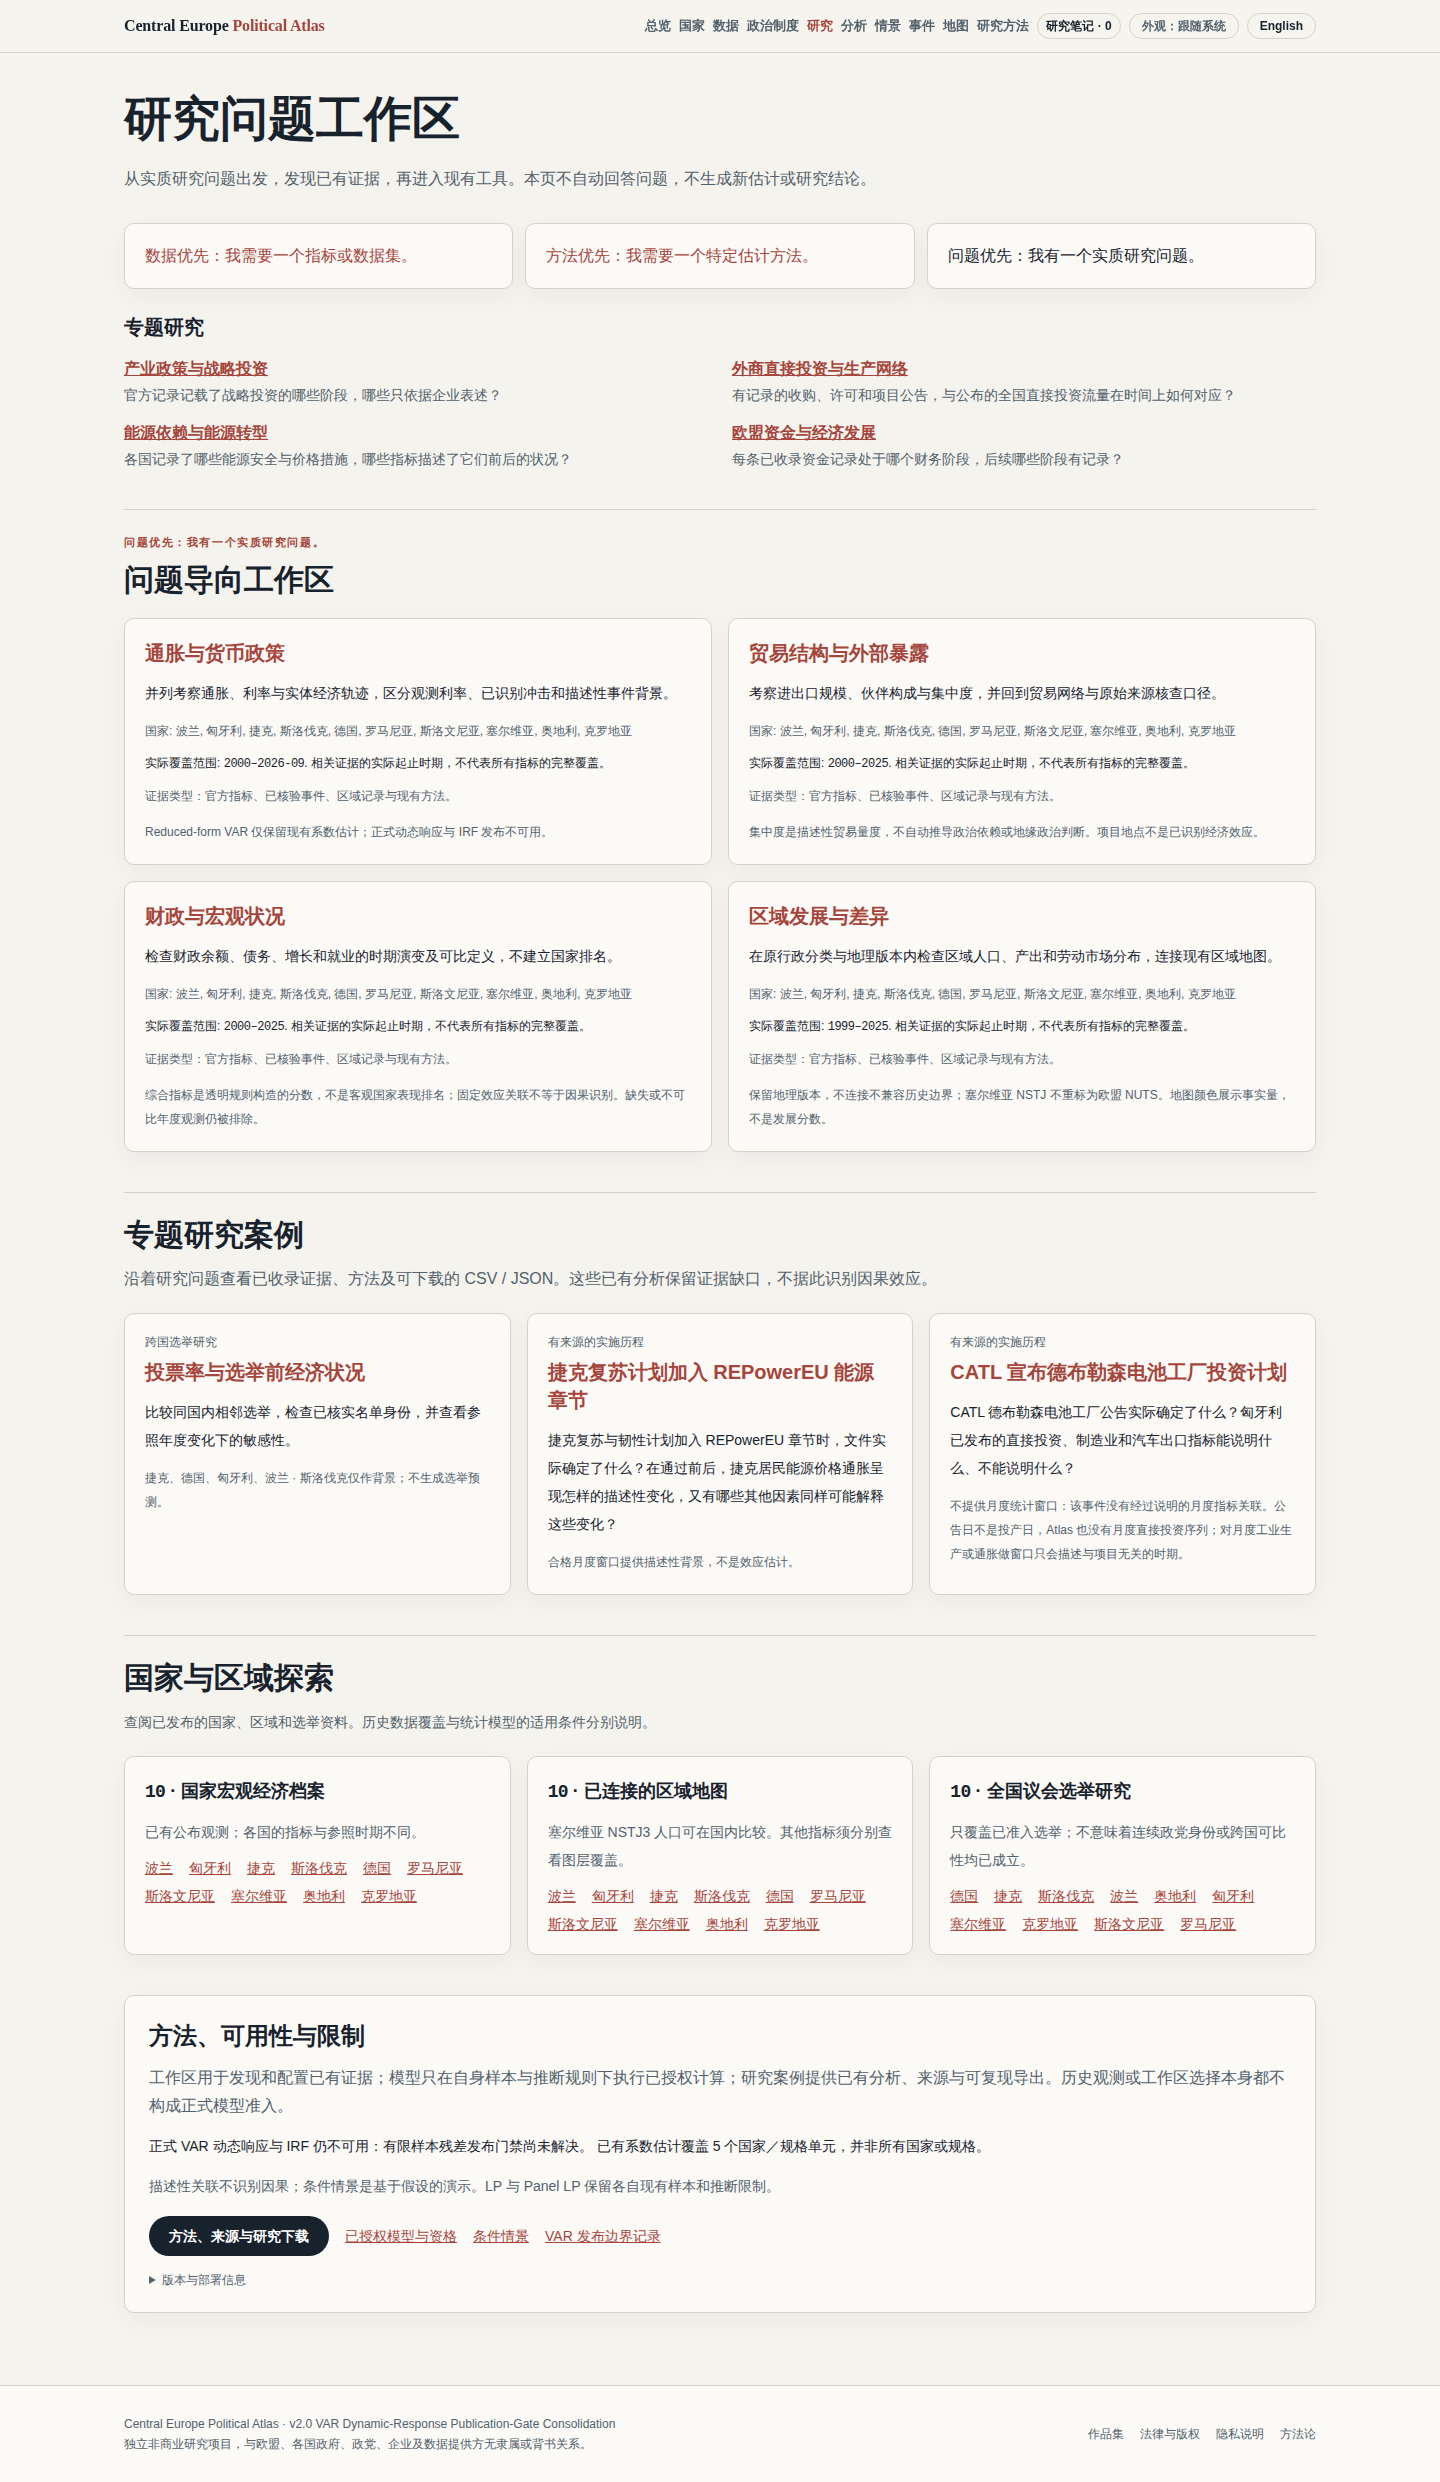 Central Europe Political Atlas
总览 国家 数据 政治制度 研究 分析 情景 事件 地图 研究方法 研究笔记 · 0 外观：跟随系统 English
研究问题工作区
从实质研究问题出发，发现已有证据，再进入现有工具。本页不自动回答问题，不生成新估计或研究结论。
数据优先：我需要一个指标或数据集。
方法优先：我需要一个特定估计方法。
问题优先：我有一个实质研究问题。
专题研究
产业政策与战略投资
官方记录记载了战略投资的哪些阶段，哪些只依据企业表述？
外商直接投资与生产网络
有记录的收购、许可和项目公告，与公布的全国直接投资流量在时间上如何对应？
能源依赖与能源转型
各国记录了哪些能源安全与价格措施，哪些指标描述了它们前后的状况？
欧盟资金与经济发展
每条已收录资金记录处于哪个财务阶段，后续哪些阶段有记录？
问题优先：我有一个实质研究问题。
问题导向工作区
通胀与货币政策
并列考察通胀、利率与实体经济轨迹，区分观测利率、已识别冲击和描述性事件背景。
国家: 波兰, 匈牙利, 捷克, 斯洛伐克, 德国, 罗马尼亚, 斯洛文尼亚, 塞尔维亚, 奥地利, 克罗地亚
实际覆盖范围: 2000–2026-09. 相关证据的实际起止时期，不代表所有指标的完整覆盖。
证据类型：官方指标、已核验事件、区域记录与现有方法。
Reduced-form VAR 仅保留现有系数估计；正式动态响应与 IRF 发布不可用。
贸易结构与外部暴露
考察进出口规模、伙伴构成与集中度，并回到贸易网络与原始来源核查口径。
国家: 波兰, 匈牙利, 捷克, 斯洛伐克, 德国, 罗马尼亚, 斯洛文尼亚, 塞尔维亚, 奥地利, 克罗地亚
实际覆盖范围: 2000–2025. 相关证据的实际起止时期，不代表所有指标的完整覆盖。
证据类型：官方指标、已核验事件、区域记录与现有方法。
集中度是描述性贸易量度，不自动推导政治依赖或地缘政治判断。项目地点不是已识别经济效应。
财政与宏观状况
检查财政余额、债务、增长和就业的时期演变及可比定义，不建立国家排名。
国家: 波兰, 匈牙利, 捷克, 斯洛伐克, 德国, 罗马尼亚, 斯洛文尼亚, 塞尔维亚, 奥地利, 克罗地亚
实际覆盖范围: 2000–2025. 相关证据的实际起止时期，不代表所有指标的完整覆盖。
证据类型：官方指标、已核验事件、区域记录与现有方法。
综合指标是透明规则构造的分数，不是客观国家表现排名；固定效应关联不等于因果识别。缺失或不可
比年度观测仍被排除。
区域发展与差异
在原行政分类与地理版本内检查区域人口、产出和劳动市场分布，连接现有区域地图。
国家: 波兰, 匈牙利, 捷克, 斯洛伐克, 德国, 罗马尼亚, 斯洛文尼亚, 塞尔维亚, 奥地利, 克罗地亚
实际覆盖范围: 1999–2025. 相关证据的实际起止时期，不代表所有指标的完整覆盖。
证据类型：官方指标、已核验事件、区域记录与现有方法。
保留地理版本，不连接不兼容历史边界；塞尔维亚 NSTJ 不重标为欧盟 NUTS。地图颜色展示事实量，
不是发展分数。
专题研究案例
沿着研究问题查看已收录证据、方法及可下载的 CSV / JSON。这些已有分析保留证据缺口，不据此识别因果效应。
跨国选举研究
投票率与选举前经济状况
比较同国内相邻选举，检查已核实名单身份，并查看参
照年度变化下的敏感性。
捷克、德国、匈牙利、波兰 · 斯洛伐克仅作背景；不生成选举预
测。
有来源的实施历程
捷克复苏计划加入 REPowerEU 能源
章节
捷克复苏与韧性计划加入 REPowerEU 章节时，文件实
际确定了什么？在通过前后，捷克居民能源价格通胀呈
现怎样的描述性变化，又有哪些其他因素同样可能解释
这些变化？
合格月度窗口提供描述性背景，不是效应估计。
有来源的实施历程
CATL 宣布德布勒森电池工厂投资计划
CATL 德布勒森电池工厂公告实际确定了什么？匈牙利
已发布的直接投资、制造业和汽车出口指标能说明什
么、不能说明什么？
不提供月度统计窗口：该事件没有经过说明的月度指标关联。公
告日不是投产日，Atlas 也没有月度直接投资序列；对月度工业生
产或通胀做窗口只会描述与项目无关的时期。
国家与区域探索
查阅已发布的国家、区域和选举资料。历史数据覆盖与统计模型的适用条件分别说明。
10 · 国家宏观经济档案
已有公布观测；各国的指标与参照时期不同。
波兰 匈牙利 捷克 斯洛伐克 德国 罗马尼亚
斯洛文尼亚 塞尔维亚 奥地利 克罗地亚
10 · 已连接的区域地图
塞尔维亚 NSTJ3 人口可在国内比较。其他指标须分别查
看图层覆盖。
波兰 匈牙利 捷克 斯洛伐克 德国 罗马尼亚
斯洛文尼亚 塞尔维亚 奥地利 克罗地亚
10 · 全国议会选举研究
只覆盖已准入选举；不意味着连续政党身份或跨国可比
性均已成立。
德国 捷克 斯洛伐克 波兰 奥地利 匈牙利
塞尔维亚 克罗地亚 斯洛文尼亚 罗马尼亚
方法、可用性与限制
工作区用于发现和配置已有证据；模型只在自身样本与推断规则下执行已授权计算；研究案例提供已有分析、来源与可复现导出。历史观测或工作区选择本身都不
构成正式模型准入。
正式 VAR 动态响应与 IRF 仍不可用：有限样本残差发布门禁尚未解决。 已有系数估计覆盖 5 个国家／规格单元，并非所有国家或规格。
描述性关联不识别因果；条件情景是基于假设的演示。LP 与 Panel LP 保留各自现有样本和推断限制。
方法、来源与研究下载 已授权模型与资格 条件情景 VAR 发布边界记录
▶ 版本与部署信息
Central Europe Political Atlas · v2.0 VAR Dynamic-Response Publication-Gate Consolidation
独立非商业研究项目，与欧盟、各国政府、政党、企业及数据提供方无隶属或背书关系。
作品集 法律与版权 隐私说明 方法论